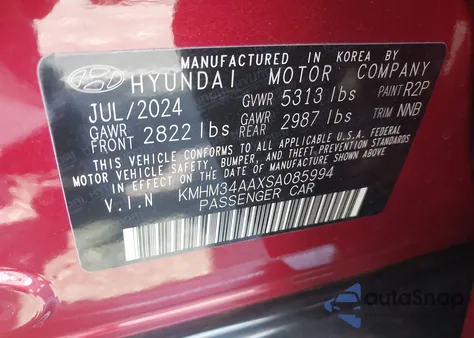 MANUFACTURED IN KOREA BY
HYUNDAI MOTOR COMPANY
JUL/2024 GVWR 5313 lbs PAINT R2P
GAWR FRONT 2822 lbs GAWR REAR 2987 lbs TRIM NNB
THIS VEHICLE CONFORMS TO ALL APPLICABLE U.S.A. FEDERAL
MOTOR VEHICLE SAFETY, BUMPER, AND THEFT PREVENTION STANDARDS
IN EFFECT ON THE DATE OF MANUFACTURE SHOWN ABOVE.
V.I.N KMHM34AAXSA085994
PASSENGER CAR
autoSnap